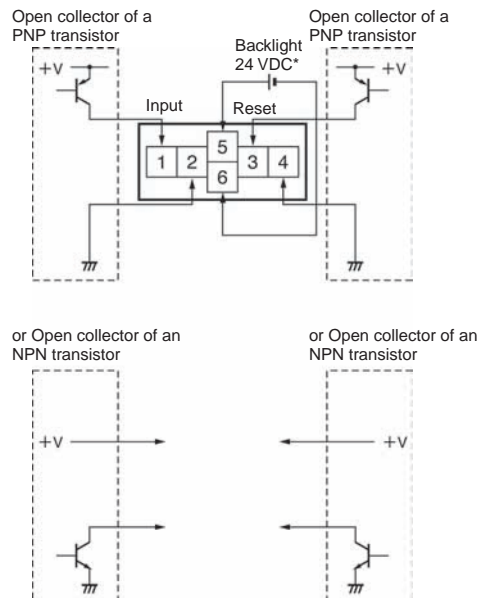 Open collector of a
PNP transistor
Open collector of a
PNP transistor
Backlight
24 VDC*
+V
+V
Input
Reset
1 2 5 6 3 4
or Open collector of an
NPN transistor
or Open collector of an
NPN transistor
+V
+V